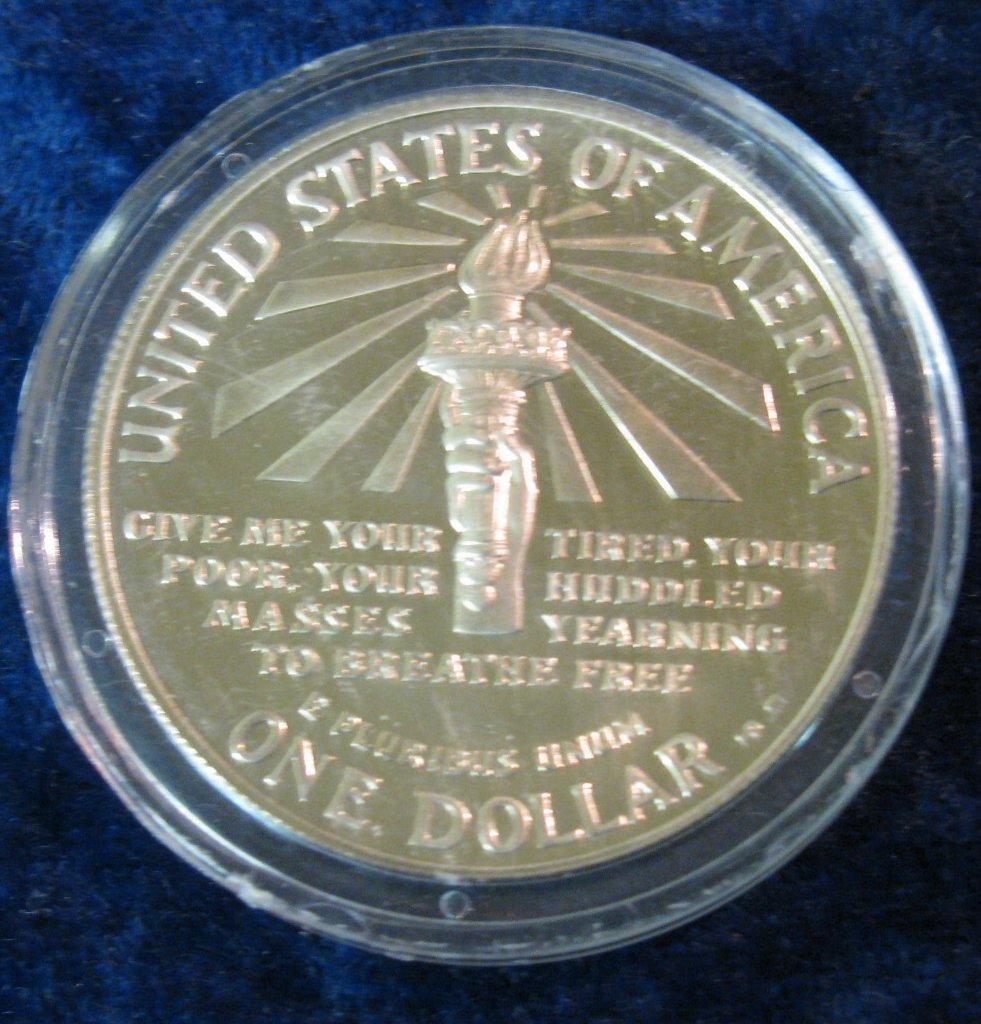 UNITED STATES OF AMERICA
GIVE ME YOUR TIRED, YOUR
POOR, YOUR HUDDLED
MASSES YEARNING
TO BREATHE FREE
E PLURIBUS UNUM
ONE DOLLAR